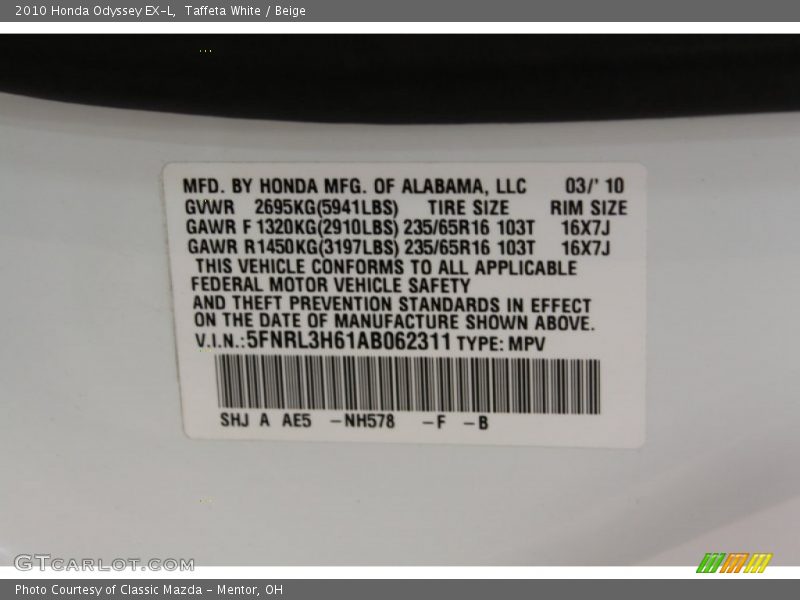 2010 Honda Odyssey EX-L,  Taffeta White / Beige
MFD. BY HONDA MFG. OF ALABAMA, LLC 03/' 10
GVWR 2695KG(5941LBS) TIRE SIZE RIM SIZE
GAWR F 1320KG(2910LBS) 235/65R16 103T 16X7J
GAWR R1450KG(3197LBS) 235/65R16 103T 16X7J
THIS VEHICLE CONFORMS TO ALL APPLICABLE
FEDERAL MOTOR VEHICLE SAFETY
AND THEFT PREVENTION STANDARDS IN EFFECT
ON THE DATE OF MANUFACTURE SHOWN ABOVE.
V.I.N.:5FNRL3H61AB062311 TYPE: MPV
SHJ A AE5 -NH578 -F -B
GTCARLOT.COM
Photo Courtesy of Classic Mazda - Mentor, OH